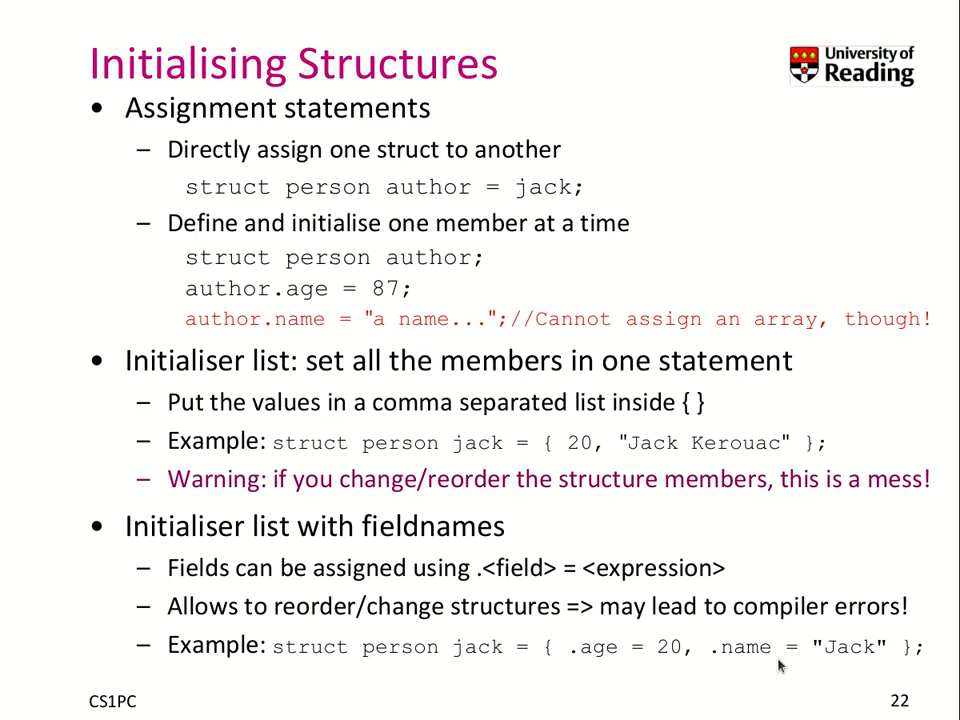 Initialising Structures
University of
Reading
• Assignment statements
– Directly assign one struct to another
struct person author = jack;
– Define and initialise one member at a time
struct person author;
author.age = 87;
author.name = "a name...";//Cannot assign an array, though!
• Initialiser list: set all the members in one statement
– Put the values in a comma separated list inside { }
– Example: struct person jack = { 20, "Jack Kerouac" };
– Warning: if you change/reorder the structure members, this is a mess!
• Initialiser list with fieldnames
– Fields can be assigned using .<field> = <expression>
– Allows to reorder/change structures => may lead to compiler errors!
– Example: struct person jack = { .age = 20, .name = "Jack" };
CS1PC
22